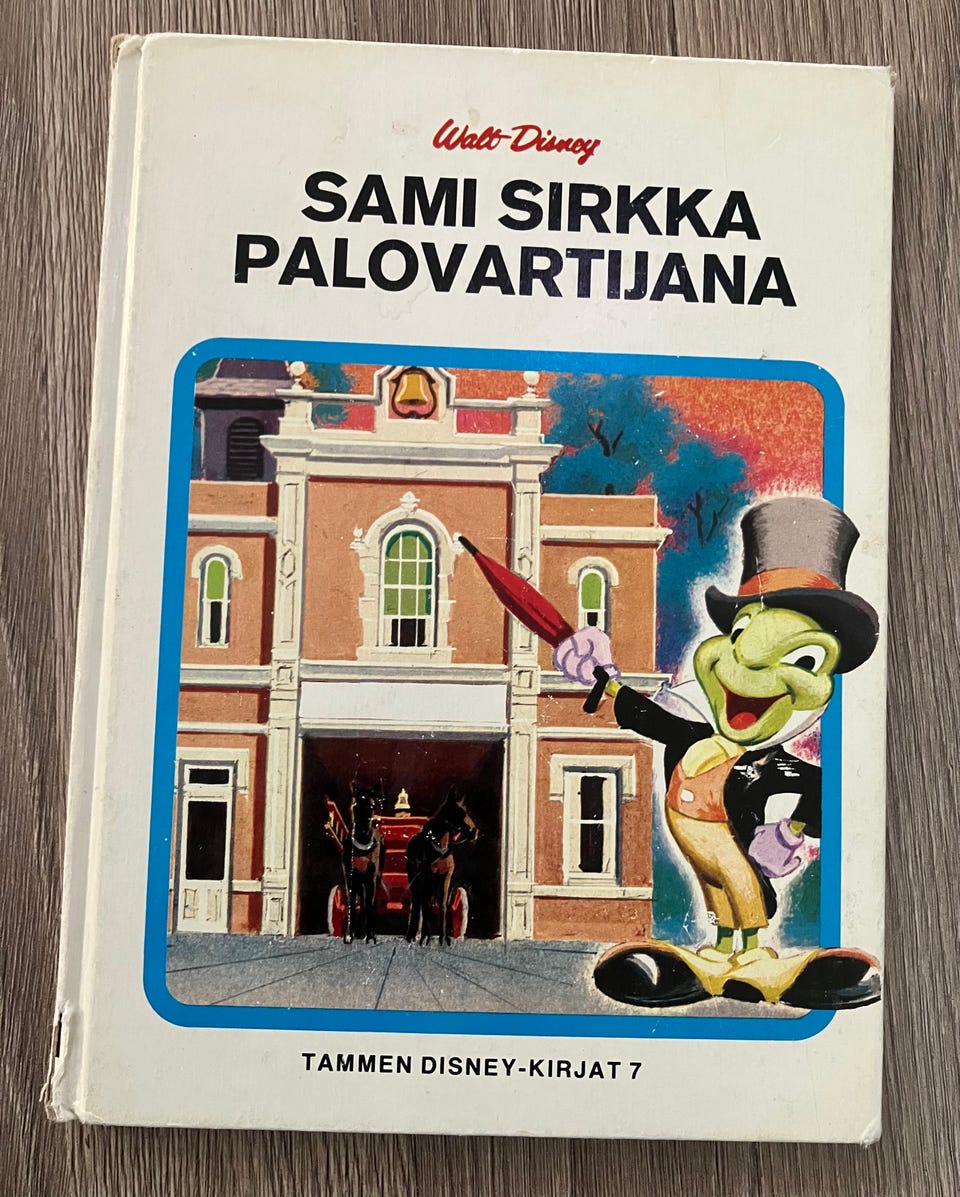 Walt Disney
SAMI SIRKKA
PALOVARTIJANA
TAMMEN DISNEY-KIRJAT 7